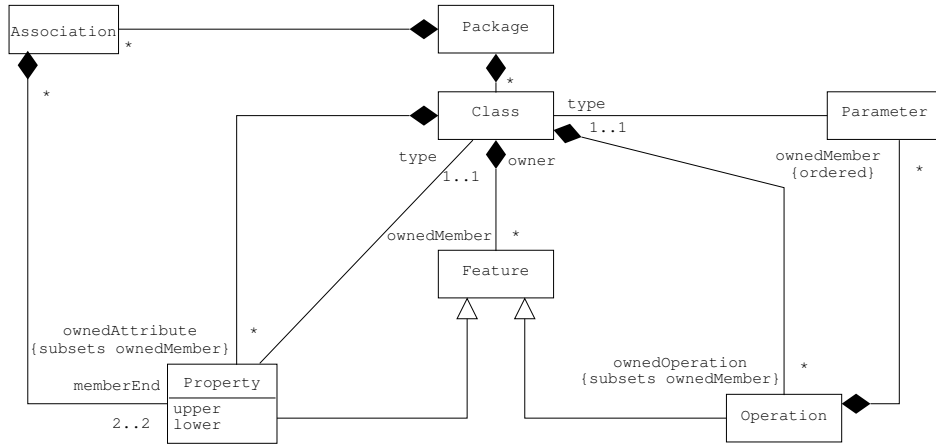 Association
*
Package
*
*
Class
type
1..1
Parameter
type
1..1
owner
ownedMember
{ordered}
*
ownedMember
*
Feature
ownedAttribute
{subsets ownedMember}
*
ownedOperation
{subsets ownedMember}
*
memberEnd
2..2
Property
upper
lower
Operation